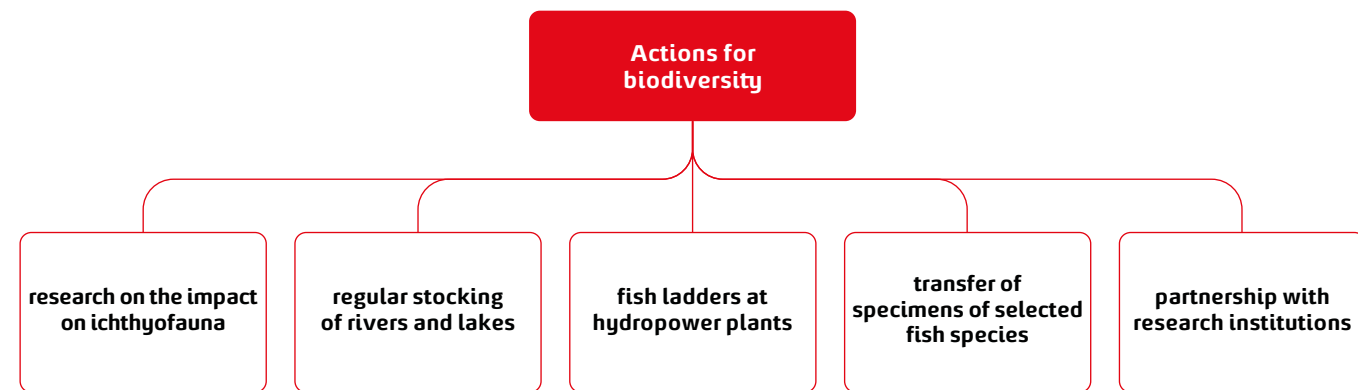 Actions for
biodiversity
research on the impact
on ichthyofauna
regular stocking
of rivers and lakes
fish ladders at
hydropower plants
transfer of
specimens of selected
fish species
partnership with
research institutions